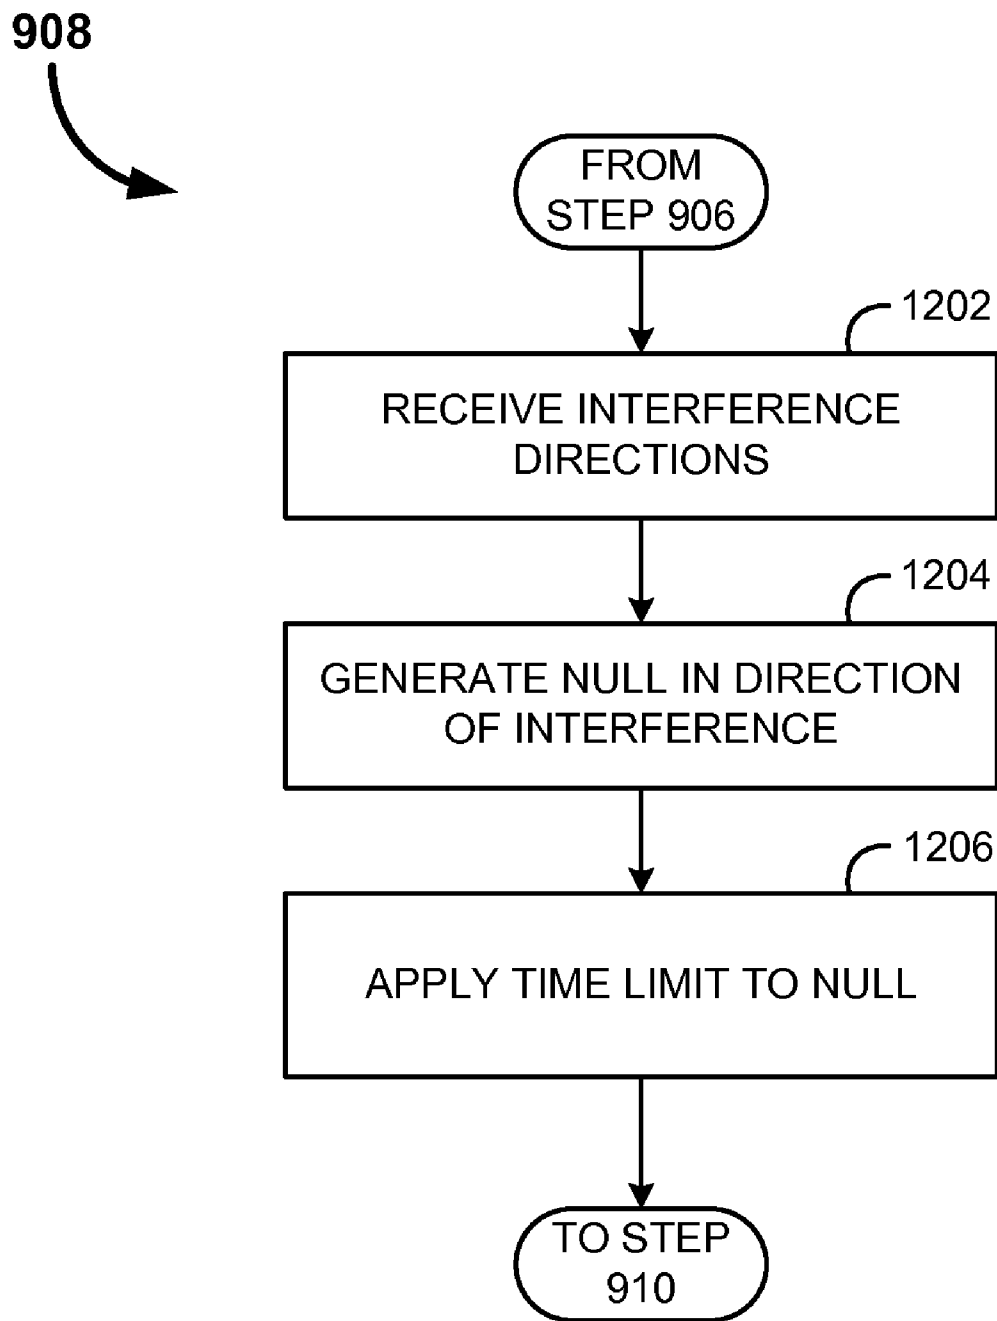 908
FROM
STEP 906
1202
RECEIVE INTERFERENCE
DIRECTIONS
1204
GENERATE NULL IN DIRECTION
OF INTERFERENCE
1206
APPLY TIME LIMIT TO NULL
TO STEP
910